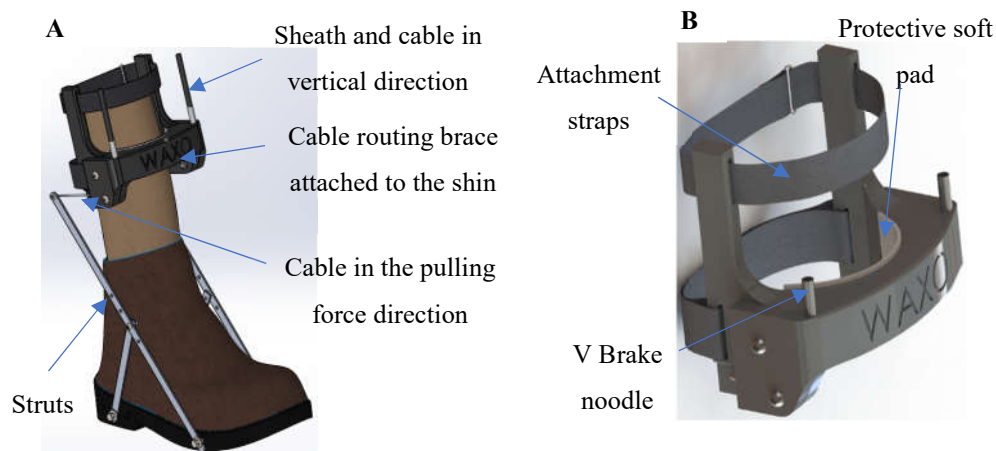 A
Sheath and cable in
vertical direction
WAXO
Cable routing brace
attached to the shin
Cable in the pulling
force direction
Struts
B
Protective soft
pad
Attachment
straps
WAXO
V Brake
noodle